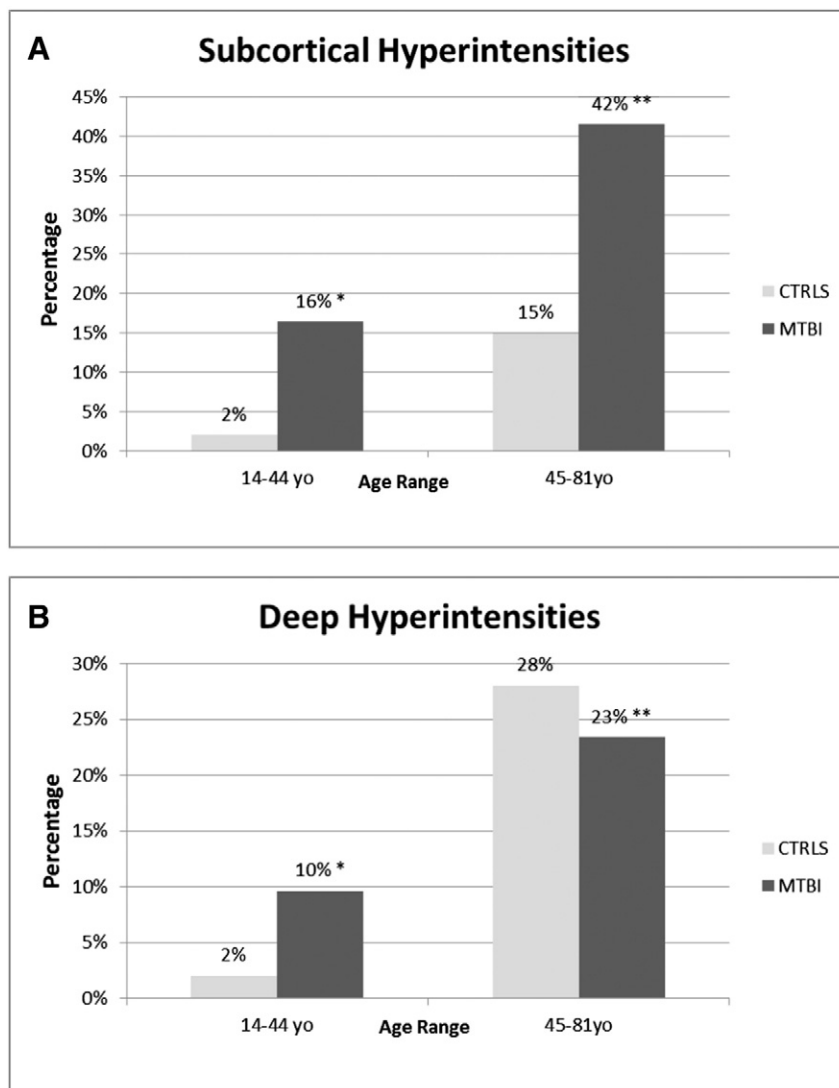 A
Subcortical Hyperintensities
45%
40%
35%
30%
25%
20%
15%
10%
5%
0%
Percentage
2%
16% *
15%
42% **
CTRLS
MTBI
14-44 yo
Age Range
45-81yo
B
Deep Hyperintensities
30%
25%
20%
15%
10%
5%
0%
Percentage
2%
10% *
28%
23% **
CTRLS
MTBI
14-44 yo
Age Range
45-81yo